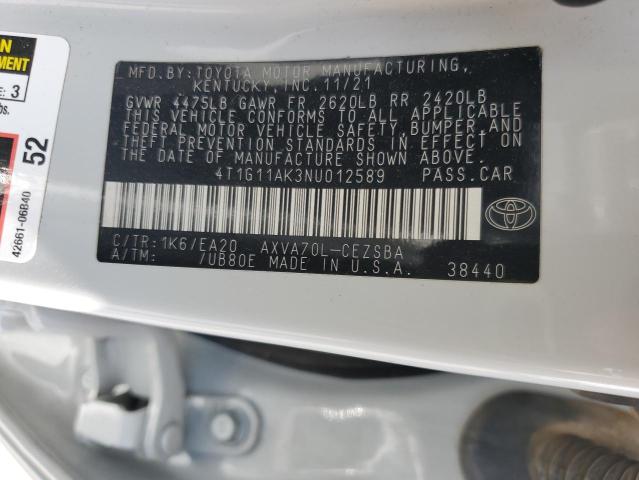 MFD.BY:TOYOTA MOTOR MANUFACTURING,
KENTUCKY, INC.11/21
GVWR 4475LB GAWR FR 2620LB RR 2420LB
THIS VEHICLE CONFORMS TO ALL APPLICABLE
FEDERAL MOTOR VEHICLE SAFETY, BUMPER, AND
THEFT PREVENTION STANDARDS IN EFFECT ON
THE DATE OF MANUFACTURE SHOWN ABOVE.
4T1G11AK3NU012589 PASS.CAR
C/TR:1K6/EA20 AXVA70L-CEZSBA
A/TM: /UB80E MADE IN U.S.A. 38440
: 3
bs.
52
42661-06B40